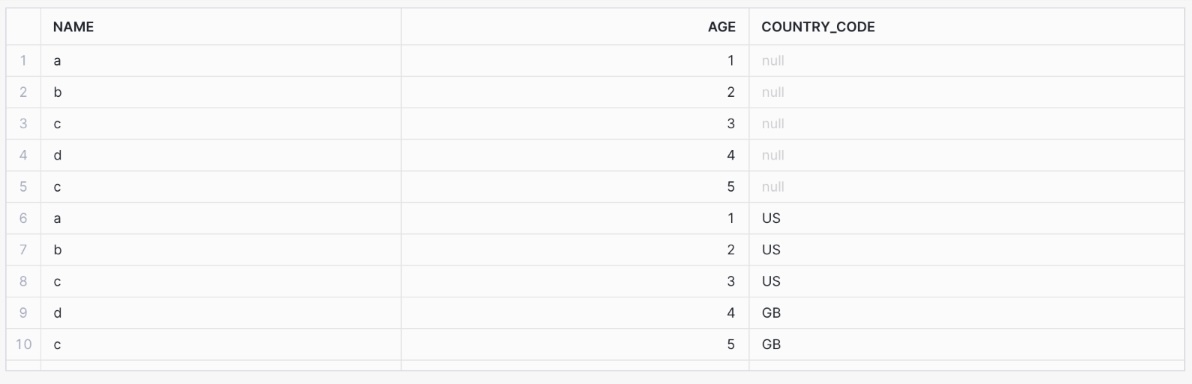 NAME AGE COUNTRY_CODE
1 a 1 null
2 b 2 null
3 c 3 null
4 d 4 null
5 c 5 null
6 a 1 US
7 b 2 US
8 c 3 US
9 d 4 GB
10 c 5 GB